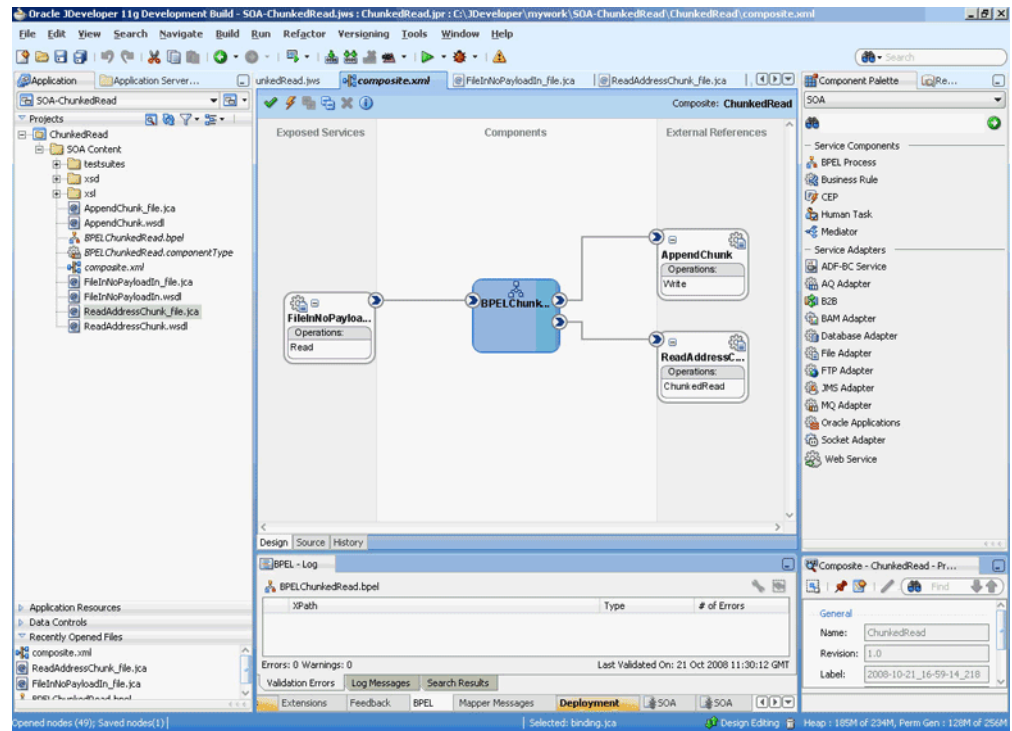 Oracle JDeveloper 11g Development Build - SOA-ChunkedRead.jws : ChunkedRead.jpr : C:\JDeveloper\mywork\SOA-ChunkedRead\ChunkedRead\composite.xml
File Edit View Search Navigate Build Run Refactor Versioning Tools Window Help
Search
Application
Application Server...
unkedRead.jws
composite.xml
FileInNoPayloadIn_file.jca
ReadAddressChunk_file.jca
Component Palette
Re...
SOA-ChunkedRead
Composite: ChunkedRead
SOA
Projects
ChunkedRead
SOA Content
testsuites
xsd
xsl
AppendChunk_file.jca
AppendChunk.wsdl
BPELChunkedRead.bpel
BPELChunkedRead.componentType
composite.xml
FileInNoPayloadIn_file.jca
FileInNoPayloadIn.wsdl
ReadAddressChunk_file.jca
ReadAddressChunk.wsdl
Exposed Services
Components
External References
FileInNoPayloa...
Operations:
Read
BPELChunk...
AppendChunk
Operations:
Write
ReadAddressC...
Operations:
ChunkedRead
Design Source History
Service Components
BPEL Process
Business Rule
CEP
Human Task
Mediator
Service Adapters
ADF-BC Service
AQ Adapter
B2B
BAM Adapter
Database Adapter
File Adapter
FTP Adapter
JMS Adapter
MQ Adapter
Oracle Applications
Socket Adapter
Web Service
Application Resources
Data Controls
Recently Opened Files
composite.xml
ReadAddressChunk_file.jca
FileInNoPayloadIn_file.jca
BPELChunkedRead.bpel
BPEL - Log
BPELChunkedRead.bpel
XPath Type # of Errors
Errors: 0 Warnings: 0
Last Validated On: 21 Oct 2008 11:30:12 GMT
Validation Errors Log Messages Search Results
Extensions Feedback BPEL Mapper Messages Deployment SOA SOA
Composite - ChunkedRead - Pr...
Find
General
Name: ChunkedRead
Revision: 1.0
Label: 2008-10-21_16-59-14_218
Opened nodes (49); Saved nodes(1)
Selected: binding.jca
Design Editing
Heap : 185M of 234M, Perm Gen : 128M of 256M